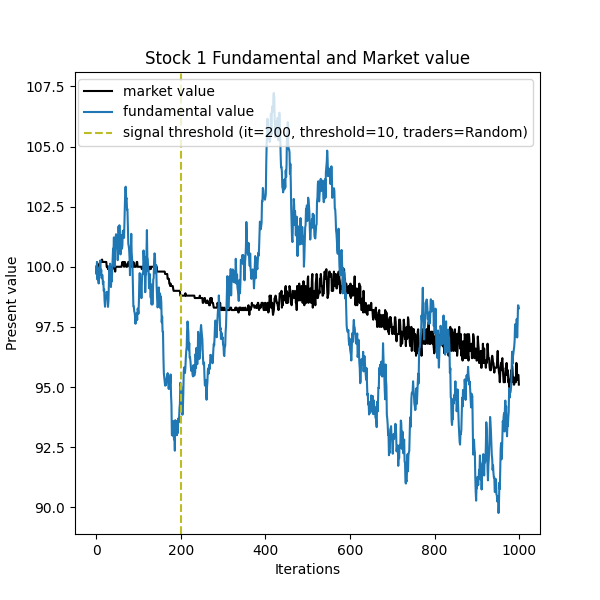 Stock 1 Fundamental and Market value
market value
fundamental value
signal threshold (it=200, threshold=10, traders=Random)
107.5
105.0
102.5
100.0
97.5
95.0
92.5
90.0
Present value
0 200 400 600 800 1000
Iterations